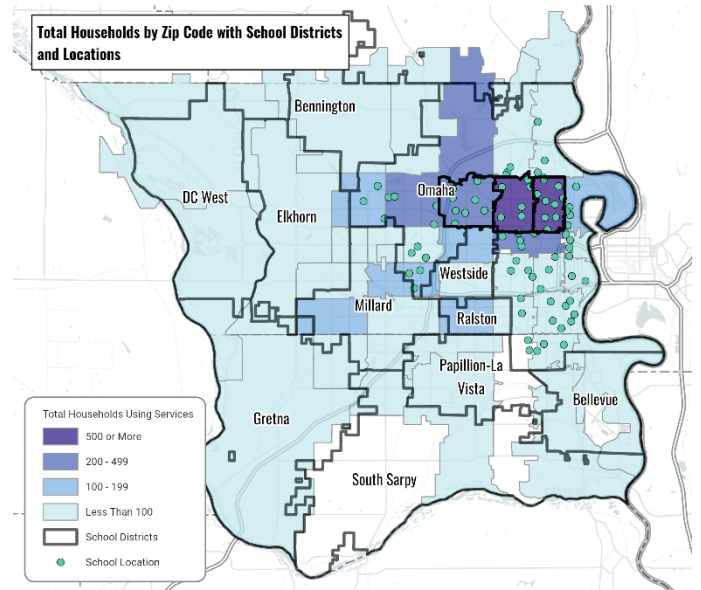 Total Households by Zip Code with School Districts
and Locations
Bennington
DC West
Elkhorn
Omaha
Westside
Millard
Ralston
Papillion-La
Vista
Bellevue
Gretna
South Sarpy
Total Households Using Services
500 or More
200 - 499
100 - 199
Less Than 100
School Districts
School Location